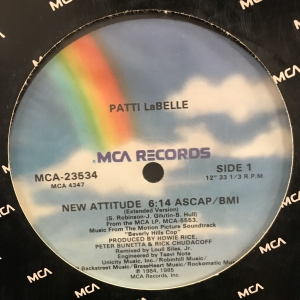 PATTI LaBELLE
MCA RECORDS
MCA-23534
MCA 4347
SIDE 1
12" 33 1/3 R.P.M.
NEW ATTITUDE 6:14 ASCAP/BMI
(Extended Version)
(S. Robinson-J. Gilutin-B. Hull)
From the MCA LP, MCA-5553,
Music From The Motion Picture Soundtrack
"Beverly Hills Cop"
PRODUCED BY HOWIE RICE,
PETER BUNETTA & RICK CHUDACOFF
Remixed by Louil Silas, Jr.
Engineered by Taavi Mote
Unicity Music, Inc./Robinhill Music/
Backstreet Music/Brassheart Music/Rockomatic Music
℗ 1984, 1985
MCA Records, Inc.
MCA
MCA
MCA
MCA
MCA